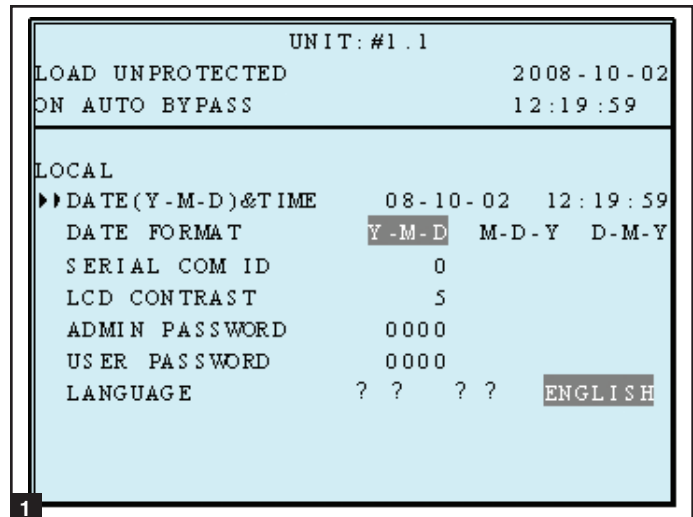 UNIT:#1.1
LOAD UNPROTECTED 2008-10-02
ON AUTO BYPASS 12:19:59
LOCAL
DATE(Y-M-D)&TIME 08-10-02 12:19:59
DATE FORMAT Y-M-D M-D-Y D-M-Y
SERIAL COM ID 0
LCD CONTRAST 5
ADMIN PASSWORD 0000
USER PASSWORD 0000
LANGUAGE ? ? ? ? ENGLISH
1